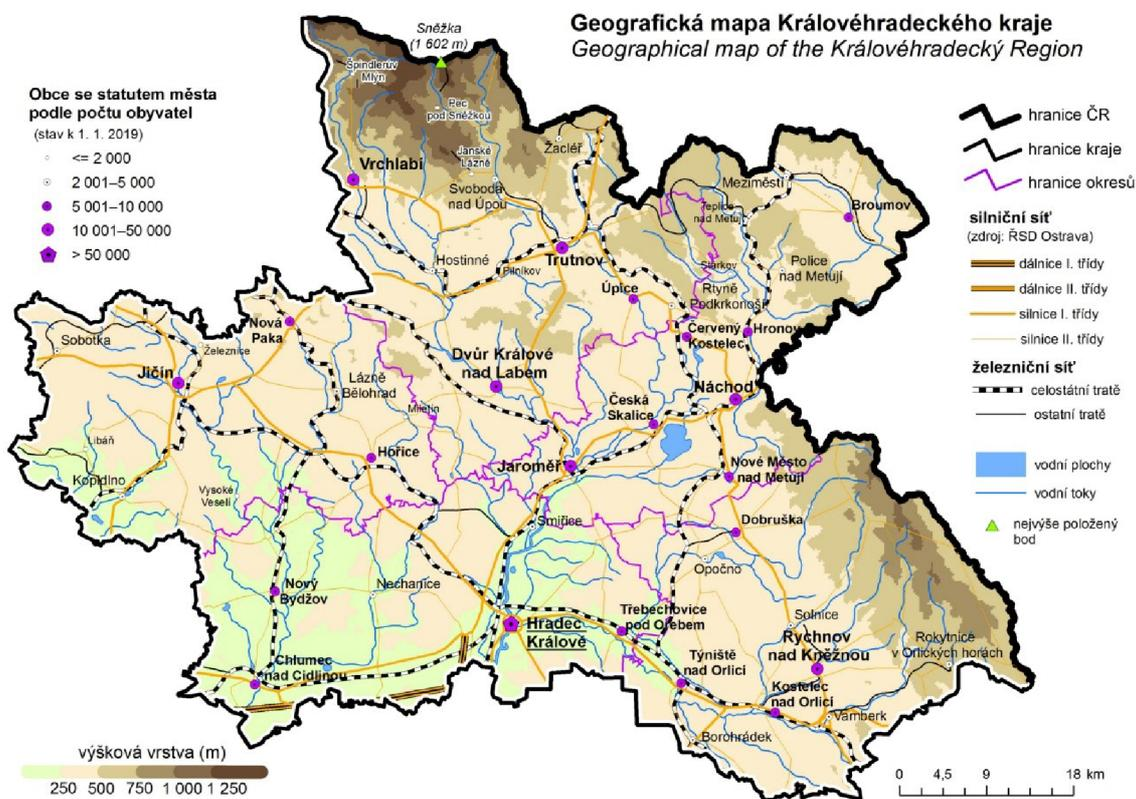 Geografická mapa Královéhradeckého kraje
Geographical map of the Královéhradecký Region
Obce se statutem města
podle počtu obyvatel
(stav k 1. 1. 2019)
<= 2 000
2 001–5 000
5 001–10 000
10 001–50 000
> 50 000
hranice ČR
hranice kraje
hranice okresů
silniční síť
(zdroj: ŘSD Ostrava)
dálnice I. třídy
dálnice II. třídy
silnice I. třídy
silnice II. třídy
železniční síť
celostátní tratě
ostatní tratě
vodní plochy
vodní toky
nejvýše položený
bod
Sněžka
(1 602 m)
Špindlerův
Mlýn
Pec
pod Sněžkou
Janské
Lázně
Žacléř
Vrchlabí
Svoboda
nad Úpou
Meziměstí
Teplice
nad Metují
Broumov
Hostinné
Pilníkov
Trutnov
Stárkov
Police
nad Metují
Úpice
Rtyně
Podkrkonoší
Nová
Paka
Červený
Kostelec
Hronov
Sobotka
Železnice
Jičín
Lázně
Bělohrad
Dvůr Králové
nad Labem
Náchod
Miletín
Česká
Skalice
Libáň
Hořice
Jaroměř
Nové Město
nad Metují
Kopidlno
Vysoké
Veselí
Smiřice
Dobruška
Opočno
Nový
Bydžov
Nechanice
Hradec
Králové
Třebechovice
pod Orebem
Solnice
Rychnov
nad Kněžnou
Rokytnice
v Orlických horách
Chlumec
nad Cidlinou
Týniště
nad Orlicí
Kostelec
nad Orlicí
Vamberk
Borohrádek
výšková vrstva (m)
250 500 750 1 000 1 250
0 4,5 9 18 km